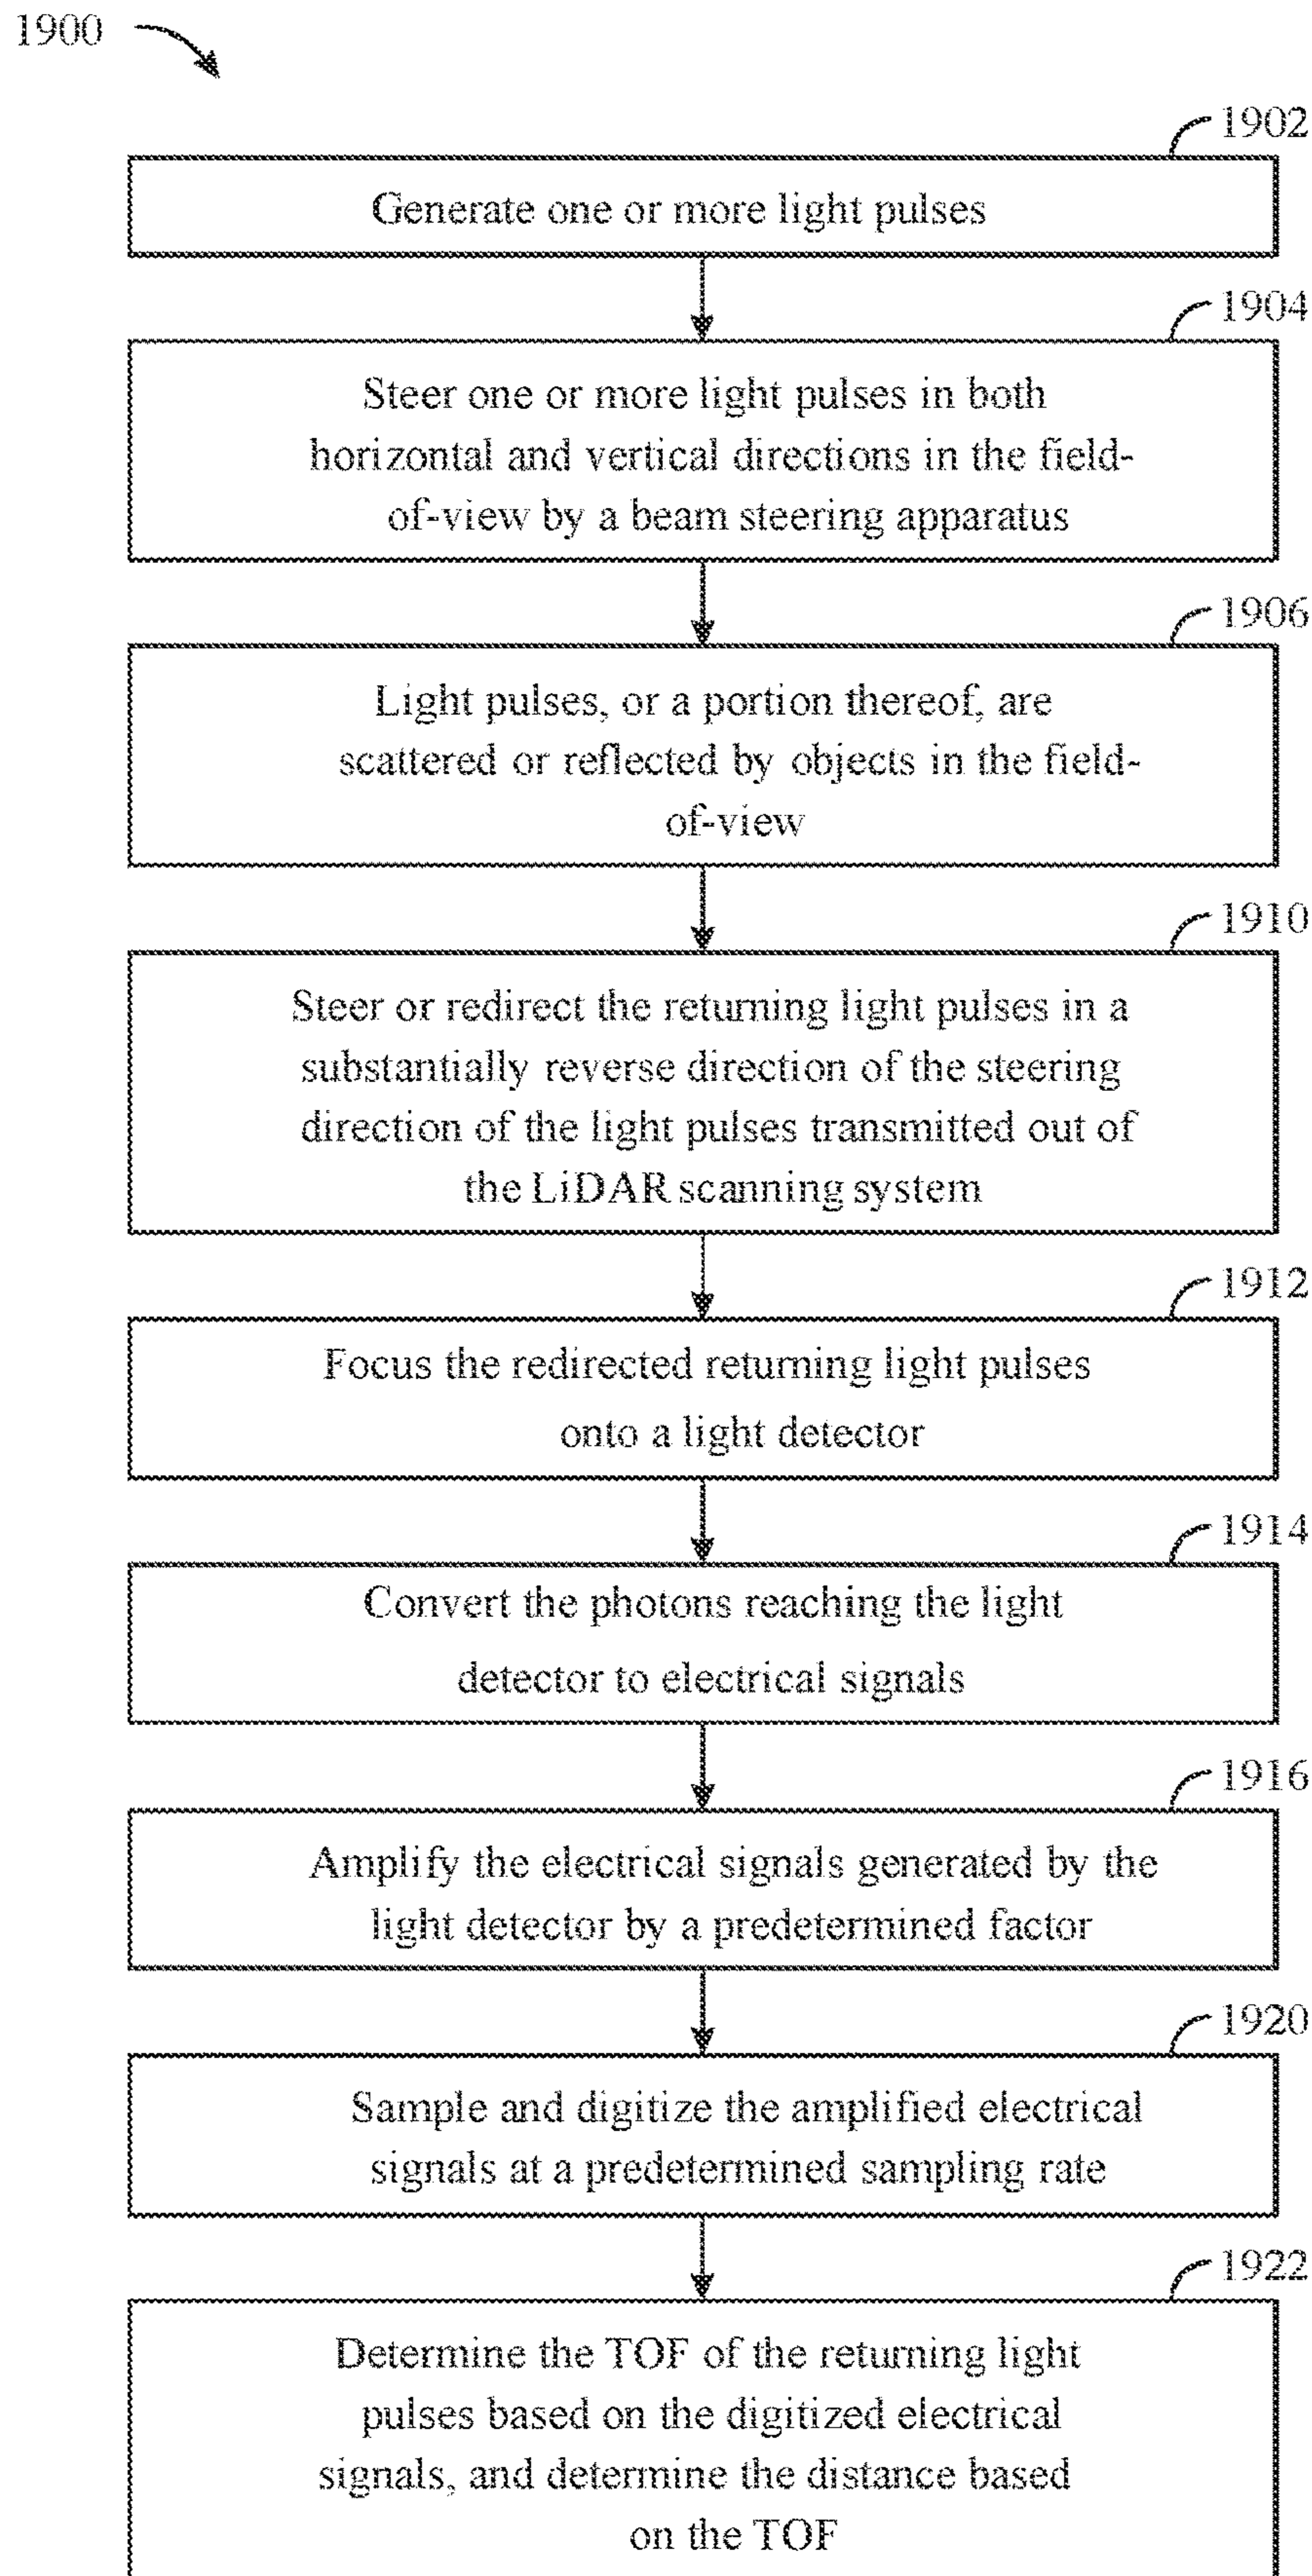 1900
1902
Generate one or more light pulses
1904
Steer one or more light pulses in both
horizontal and vertical directions in the field-
of-view by a beam steering apparatus
1906
Light pulses, or a portion thereof, are
scattered or reflected by objects in the field-
of-view
1910
Steer or redirect the returning light pulses in a
substantially reverse direction of the steering
direction of the light pulses transmitted out of
the LiDAR scanning system
1912
Focus the redirected returning light pulses
onto a light detector
1914
Convert the photons reaching the light
detector to electrical signals
1916
Amplify the electrical signals generated by the
light detector by a predetermined factor
1920
Sample and digitize the amplified electrical
signals at a predetermined sampling rate
1922
Determine the TOF of the returning light
pulses based on the digitized electrical
signals, and determine the distance based
on the TOF